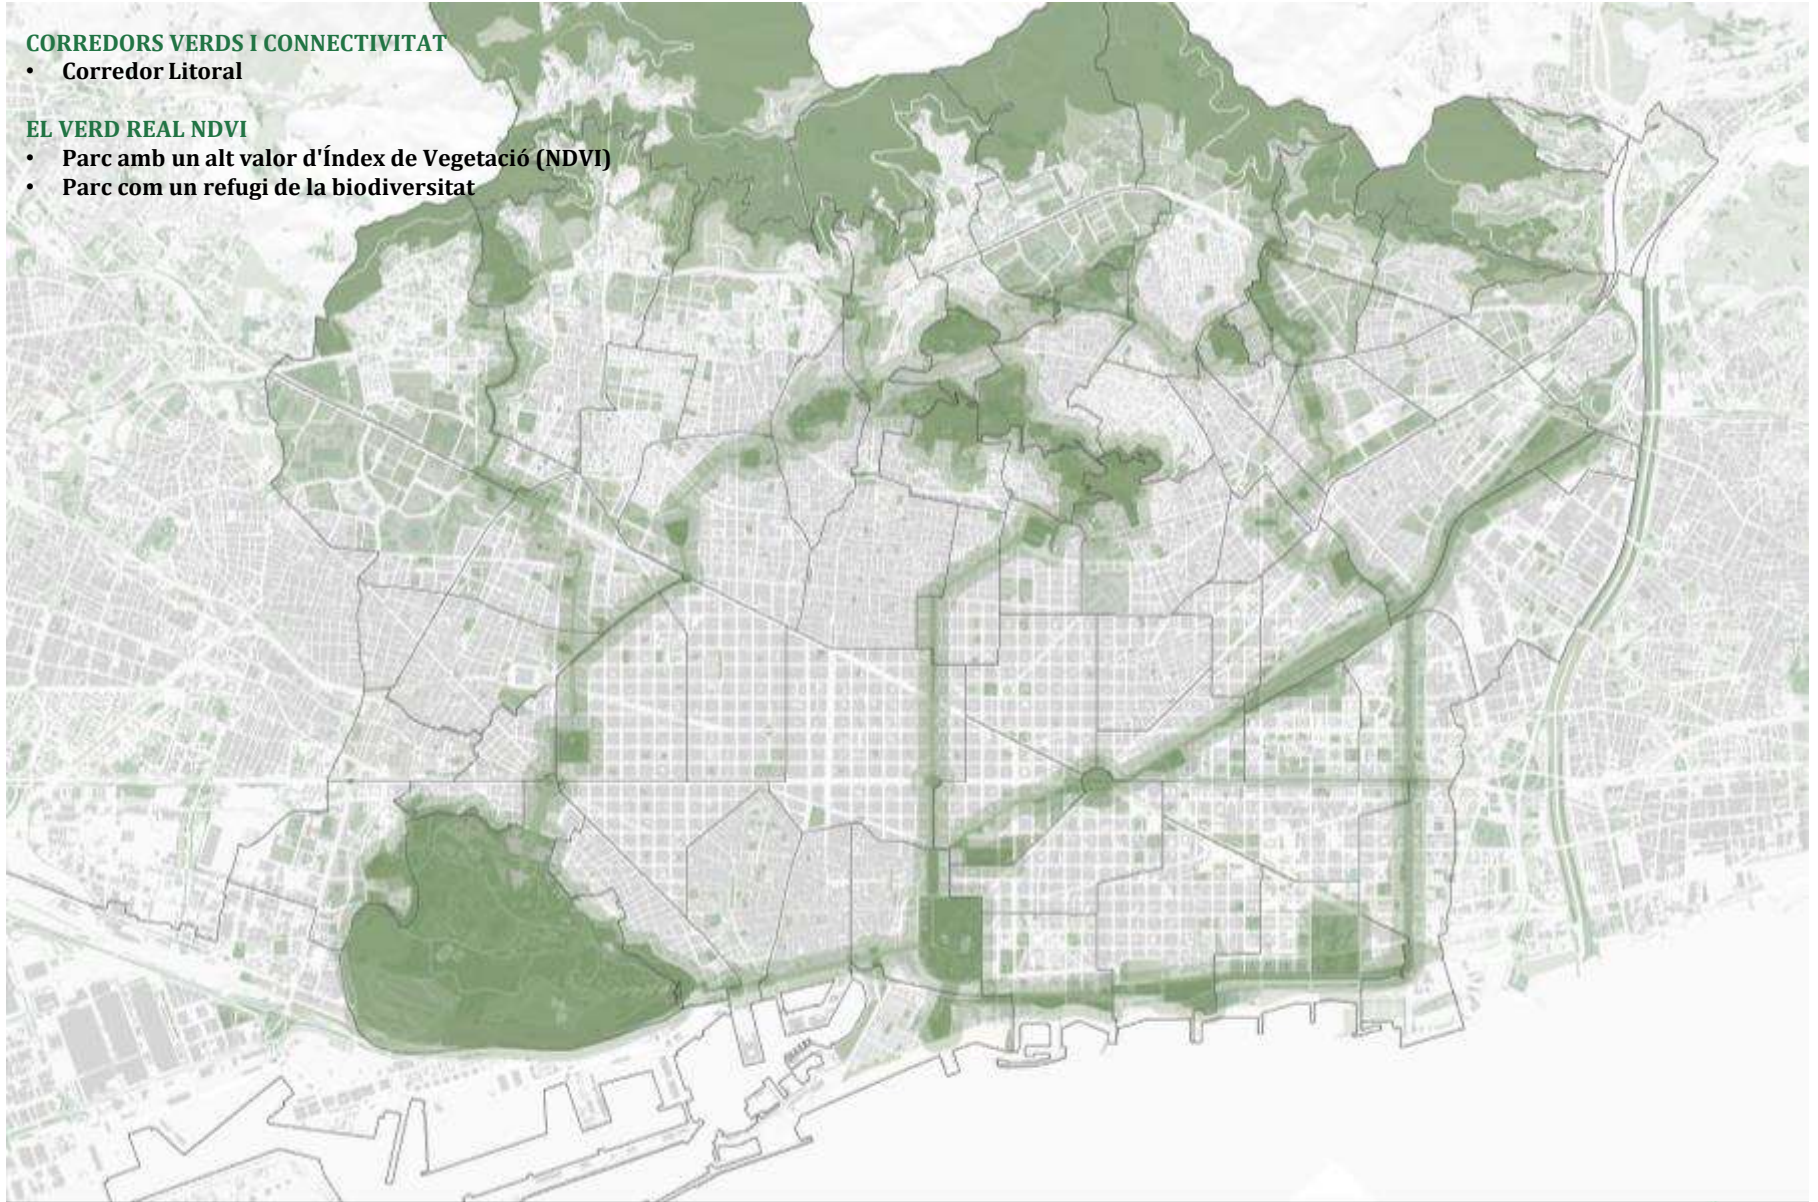 CORREDORS VERDS I CONNECTIVITAT
• Corredor Litoral
EL VERD REAL NDVI
• Parc amb un alt valor d'Índex de Vegetació (NDVI)
• Parc com un refugi de la biodiversitat